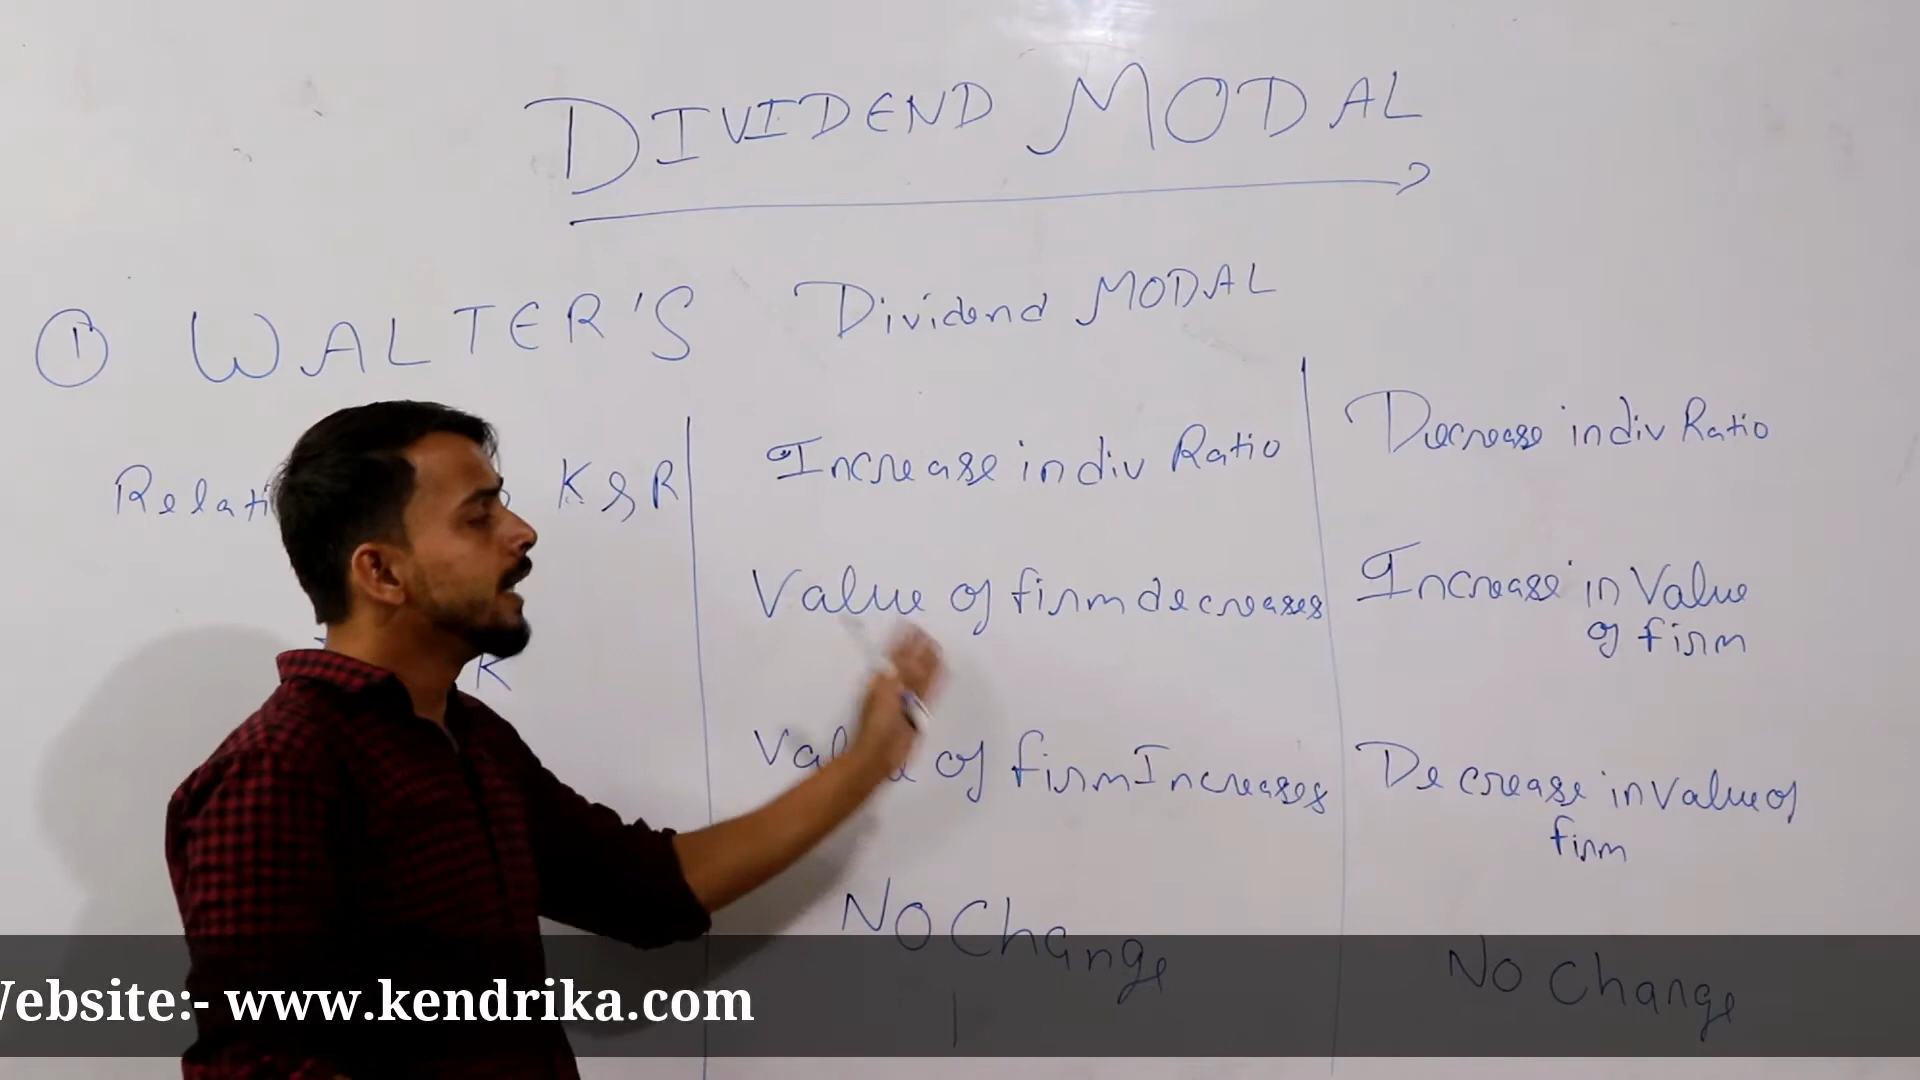 DIVIDEND MODAL
① WALTER'S Dividend MODAL
K & R
Increase in div Ratio
Decrease in div Ratio
Value of firm decreases
Increase in Value
of firm
K
Value of firm Increases
Decrease in value of
firm
No Change
No Change
Website:- www.kendrika.com